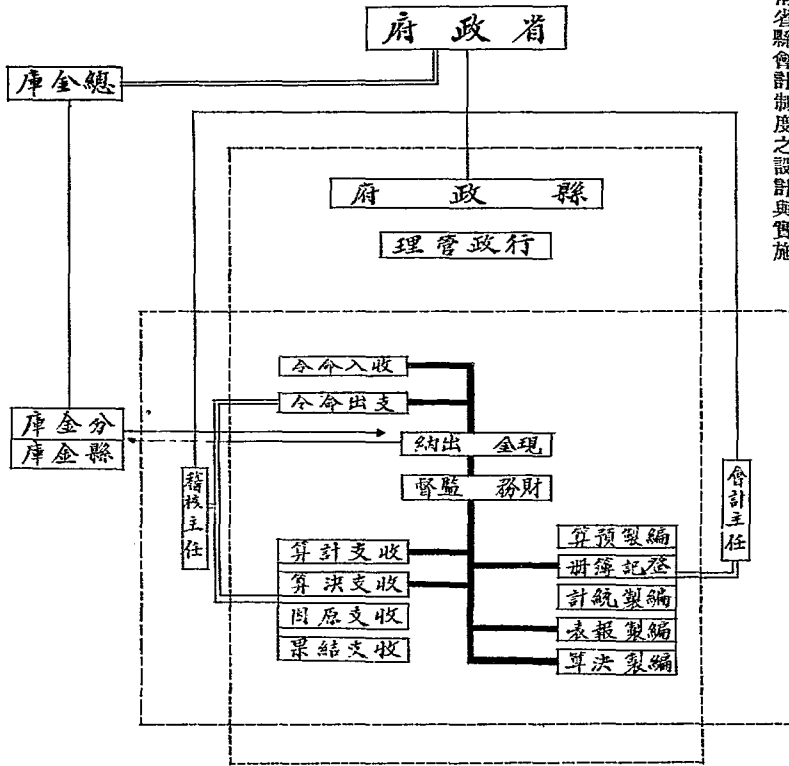 省縣會計制度之設計與實施
省政府
總金庫
縣政府
行政管理
收入命令
支出命令
分金庫
縣金庫
現金 出納
財務 監督
稽核主任
會計主任
收支計算
收支決算
收支原因
收支結果
編製預算
登記簿冊
編製統計
編製報表
編製決算